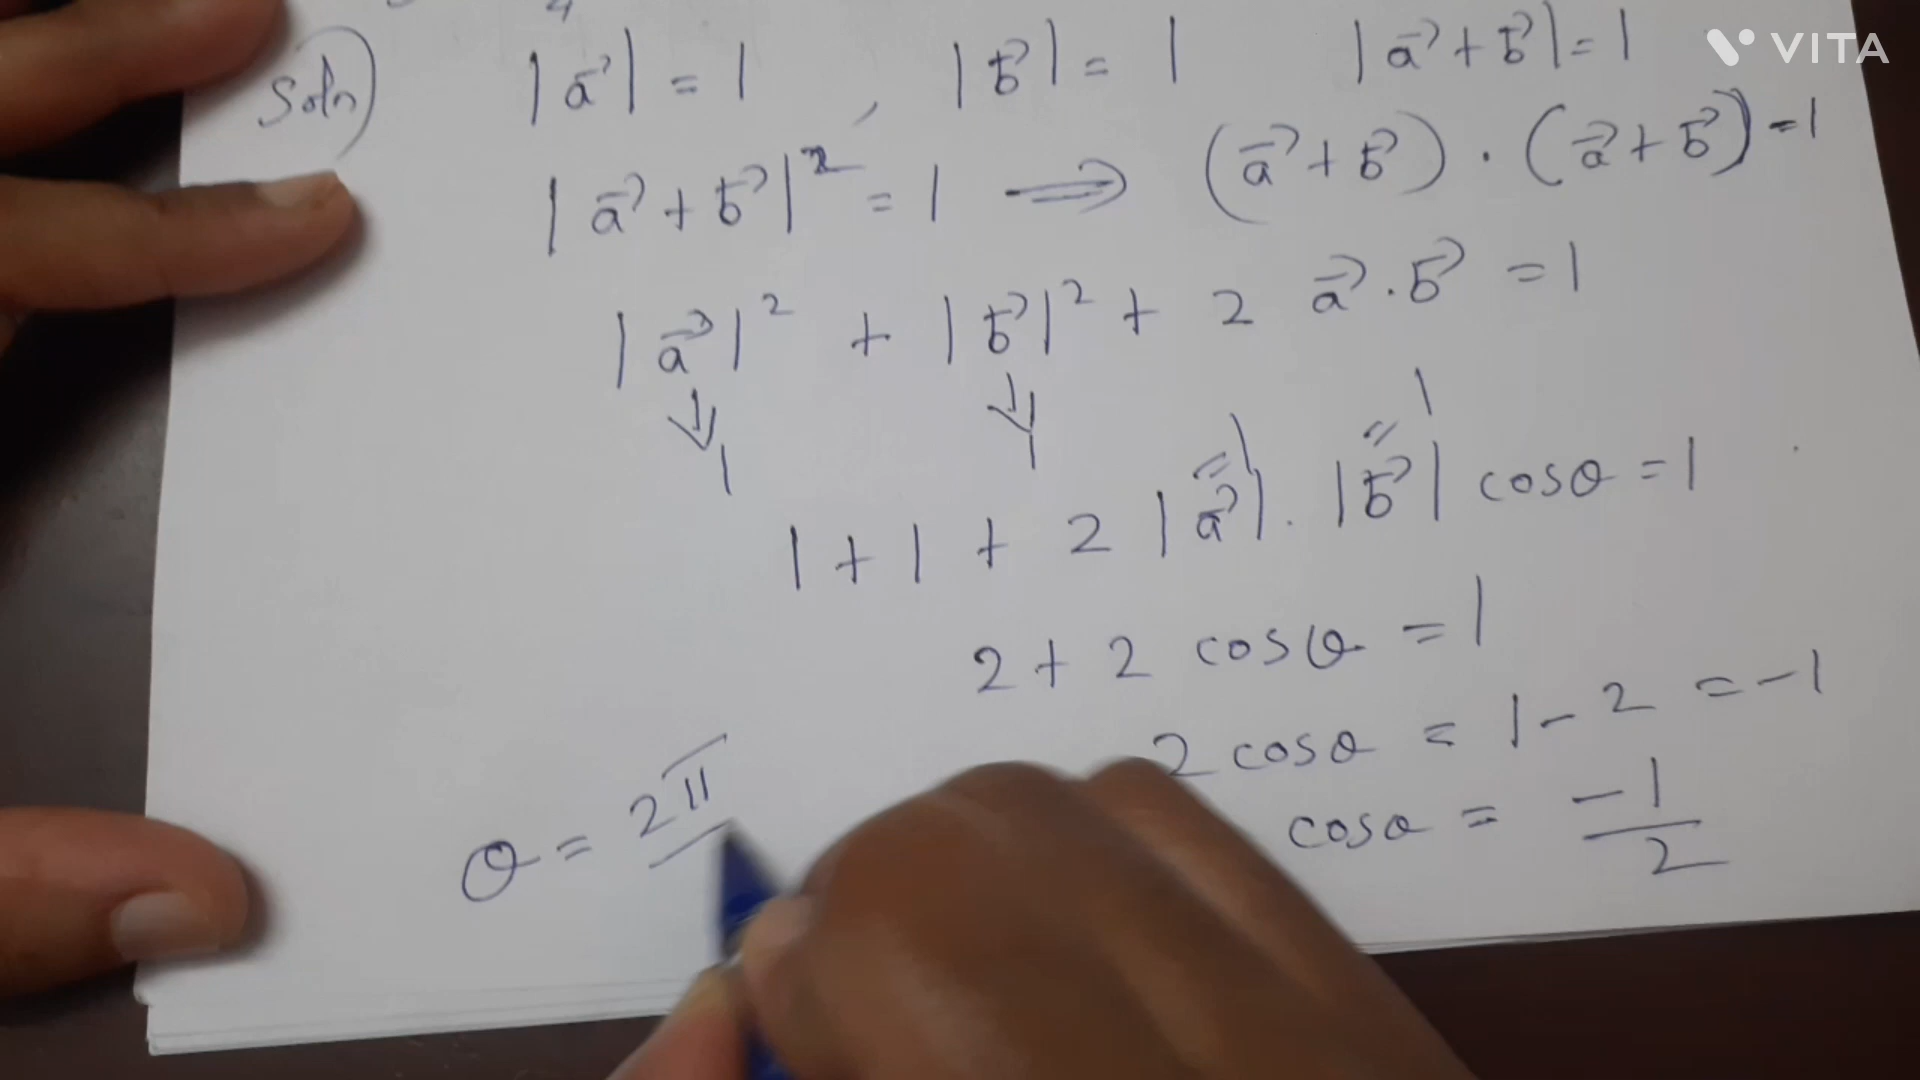 Soln) |a⃗| = 1 , |b⃗| = 1 |a⃗ + b⃗| = 1
|a⃗ + b⃗|² = 1 ⟹ (a⃗ + b⃗) · (a⃗ + b⃗) = 1
|a⃗|² + |b⃗|² + 2 a⃗ · b⃗ = 1
⇓ 1 ⇓ 1
1 + 1 + 2 |a⃗| · |b⃗| cosθ = 1
= 1 = 1
2 + 2 cosθ = 1
2 cosθ = 1 - 2 = -1
cosθ = -1/2
θ = 2π
VITA